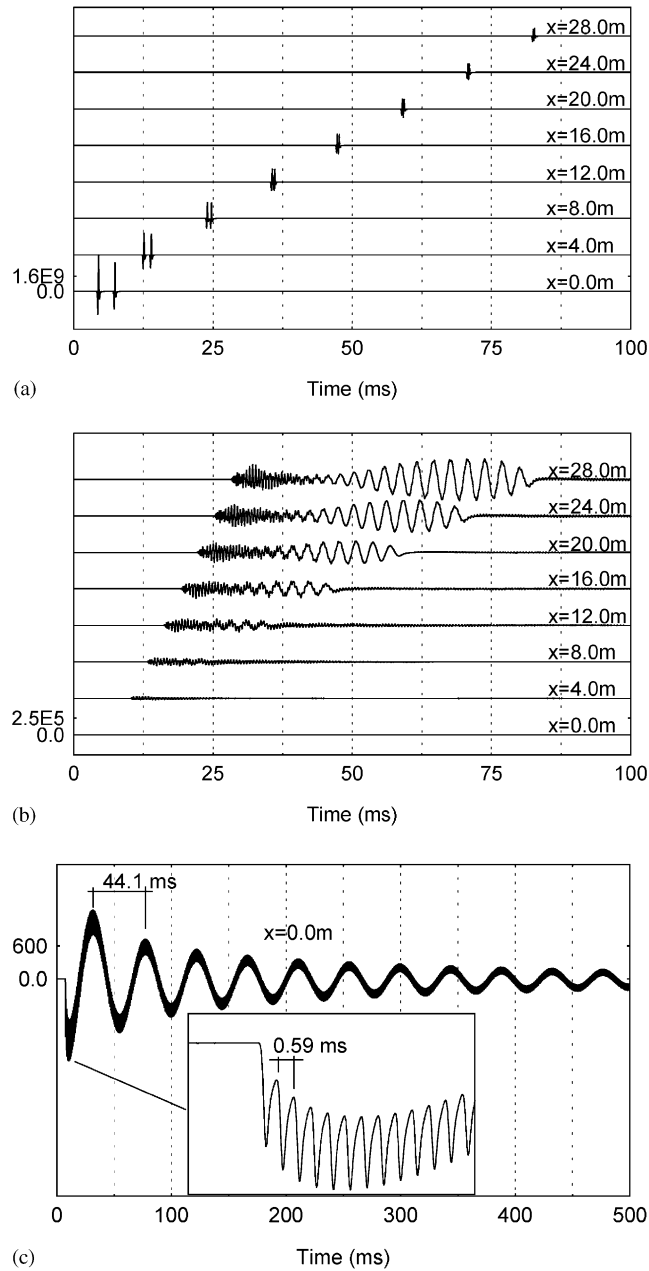 x=28.0m
x=24.0m
x=20.0m
x=16.0m
x=12.0m
x=8.0m
x=4.0m
1.6E9
0.0
x=0.0m
0 25 50 75 100
(a)
Time (ms)
x=28.0m
x=24.0m
x=20.0m
x=16.0m
x=12.0m
x=8.0m
x=4.0m
2.5E5
0.0
x=0.0m
0 25 50 75 100
(b)
Time (ms)
44.1 ms
x=0.0m
600
0.0
0.59 ms
0 100 200 300 400 500
(c)
Time (ms)